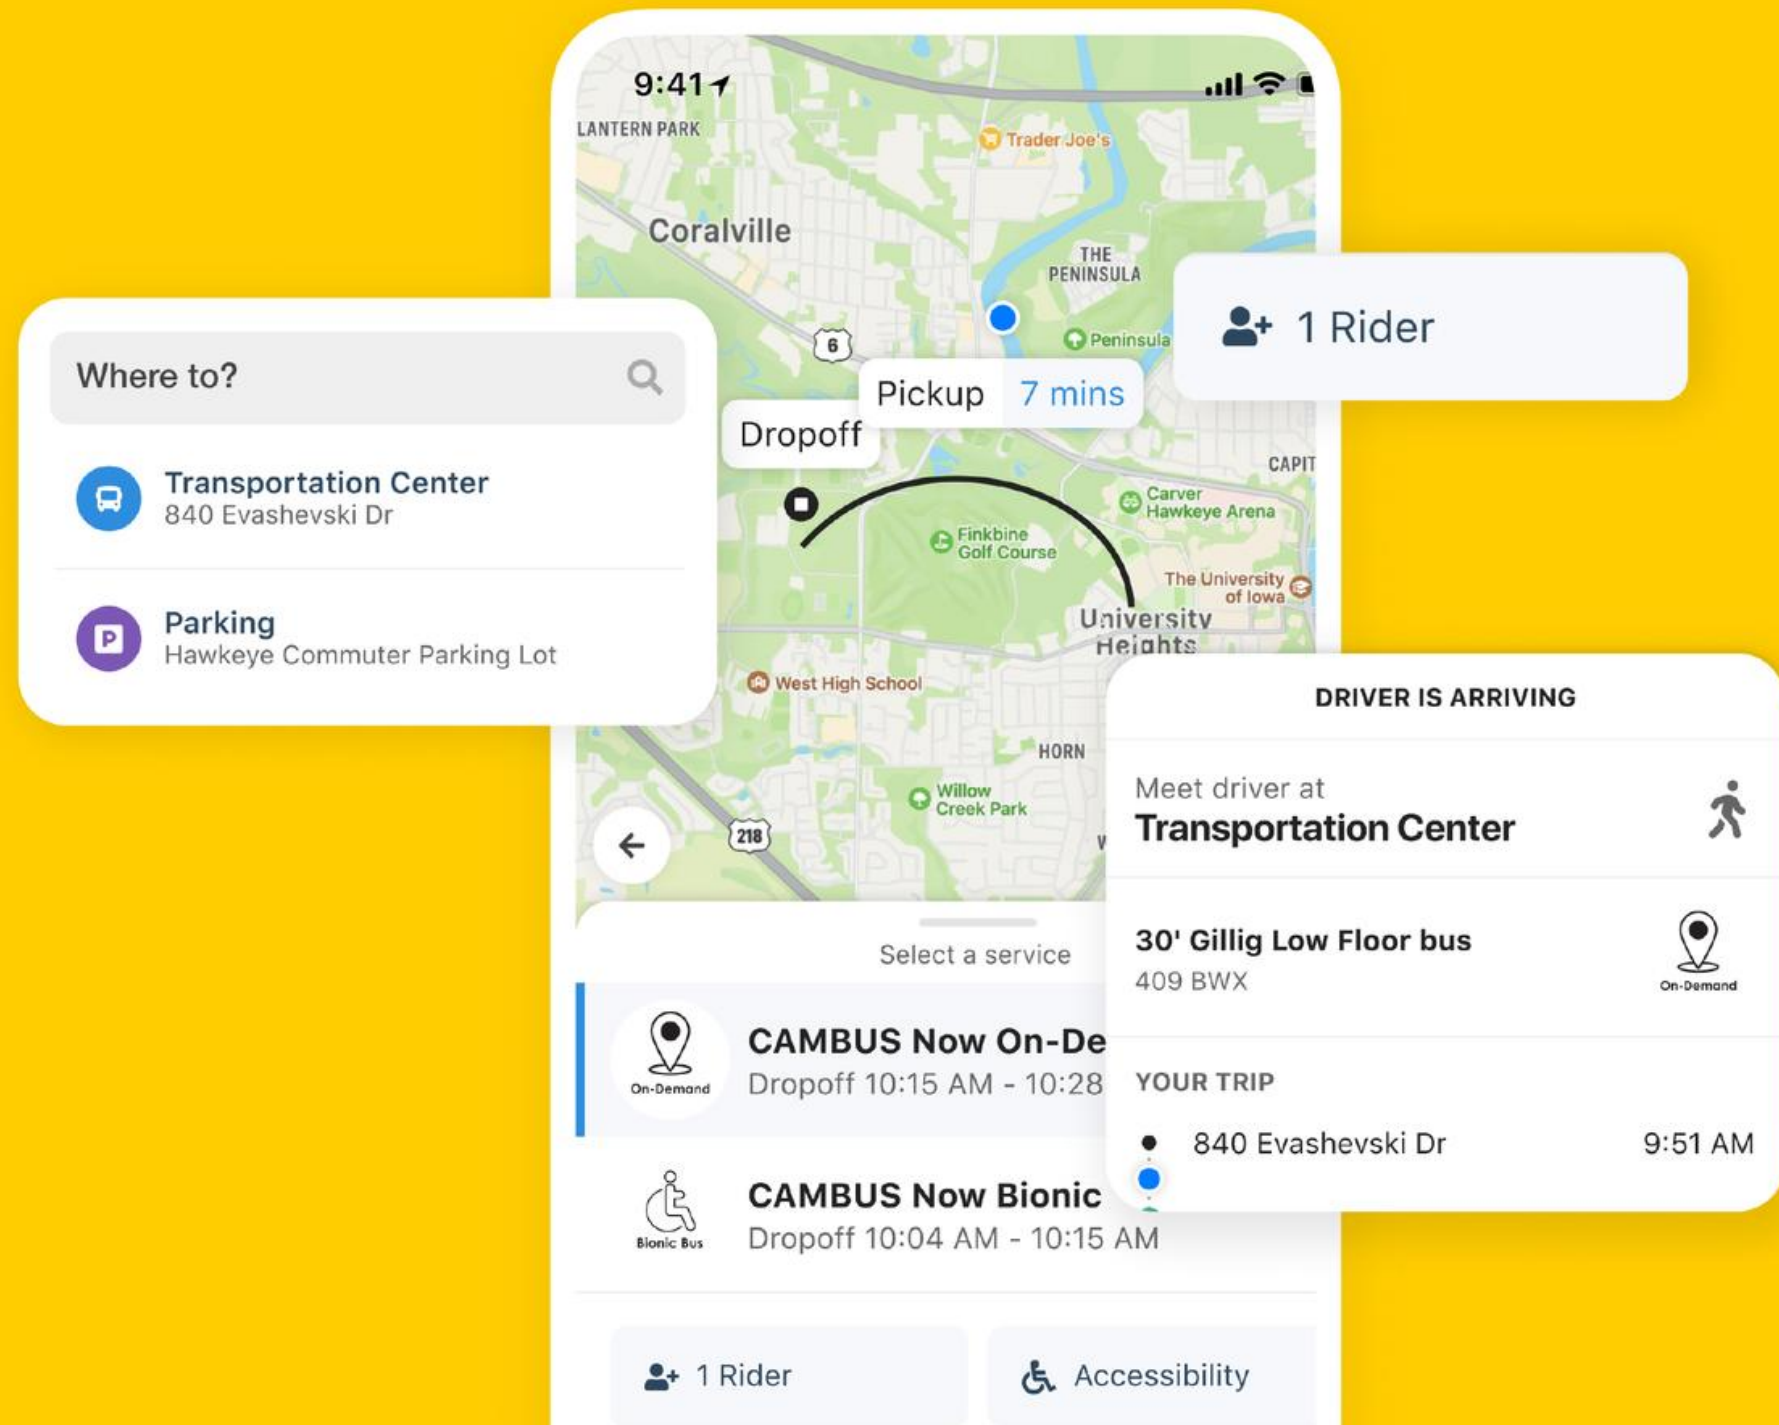 9:41
LANTERN PARK
Trader Joe's
Coralville
THE
PENINSULA
Peninsula
6
1 Rider
Where to?
Pickup 7 mins
Dropoff
Transportation Center
840 Evashevski Dr
Parking
Hawkeye Commuter Parking Lot
CAPIT
Carver
Hawkeye Arena
Finkbine
Golf Course
The University
of Iowa
University
Heights
West High School
HORN
Willow
Creek Park
218
DRIVER IS ARRIVING
Meet driver at
Transportation Center
30' Gillig Low Floor bus
409 BWX
On-Demand
YOUR TRIP
840 Evashevski Dr 9:51 AM
Select a service
On-Demand
CAMBUS Now On-De
Dropoff 10:15 AM - 10:28
Bionic Bus
CAMBUS Now Bionic
Dropoff 10:04 AM - 10:15 AM
1 Rider
Accessibility